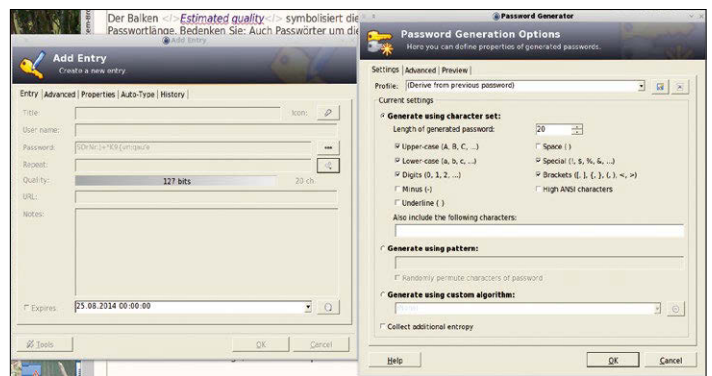 Der Balken </>Estimated quality</> symbolisiert die
Passwortlänge. Bedenken Sie: Auch Passwörter um die
Add Entry
Add Entry
Create a new entry.
Entry Advanced Properties Auto-Type History
Title:
Icon:
User name:
Password:
Repeat:
Quality:
127 bits
20 ch.
URL:
Notes:
Expires:
25.08.2014 00:00:00
Tools
OK
Cancel
Password Generator
Password Generation Options
Here you can define properties of generated passwords.
Settings Advanced Preview
Profile: (Derive from previous password)
Current settings
Generate using character set:
Length of generated password:
20
Upper-case (A, B, C, ...)
Space ( )
Lower-case (a, b, c, ...)
Special (!, $, %, &, ...)
Digits (0, 1, 2, ...)
Brackets ([, ], {, }, (, ), <, >)
Minus (-)
High ANSI characters
Underline (_)
Also include the following characters:
Generate using pattern:
Randomly permute characters of password
Generate using custom algorithm:
Collect additional entropy
Help
OK
Cancel